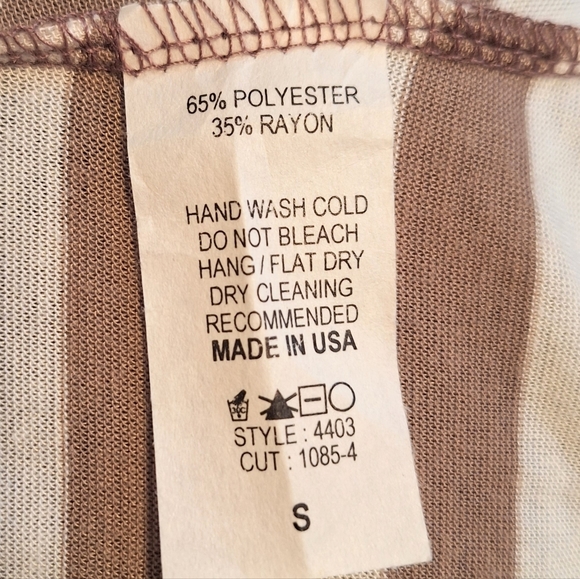 65% POLYESTER
35% RAYON
HAND WASH COLD
DO NOT BLEACH
HANG/FLAT DRY
DRY CLEANING
RECOMMENDED
MADE IN USA
STYLE : 4403
CUT : 1085-4
S